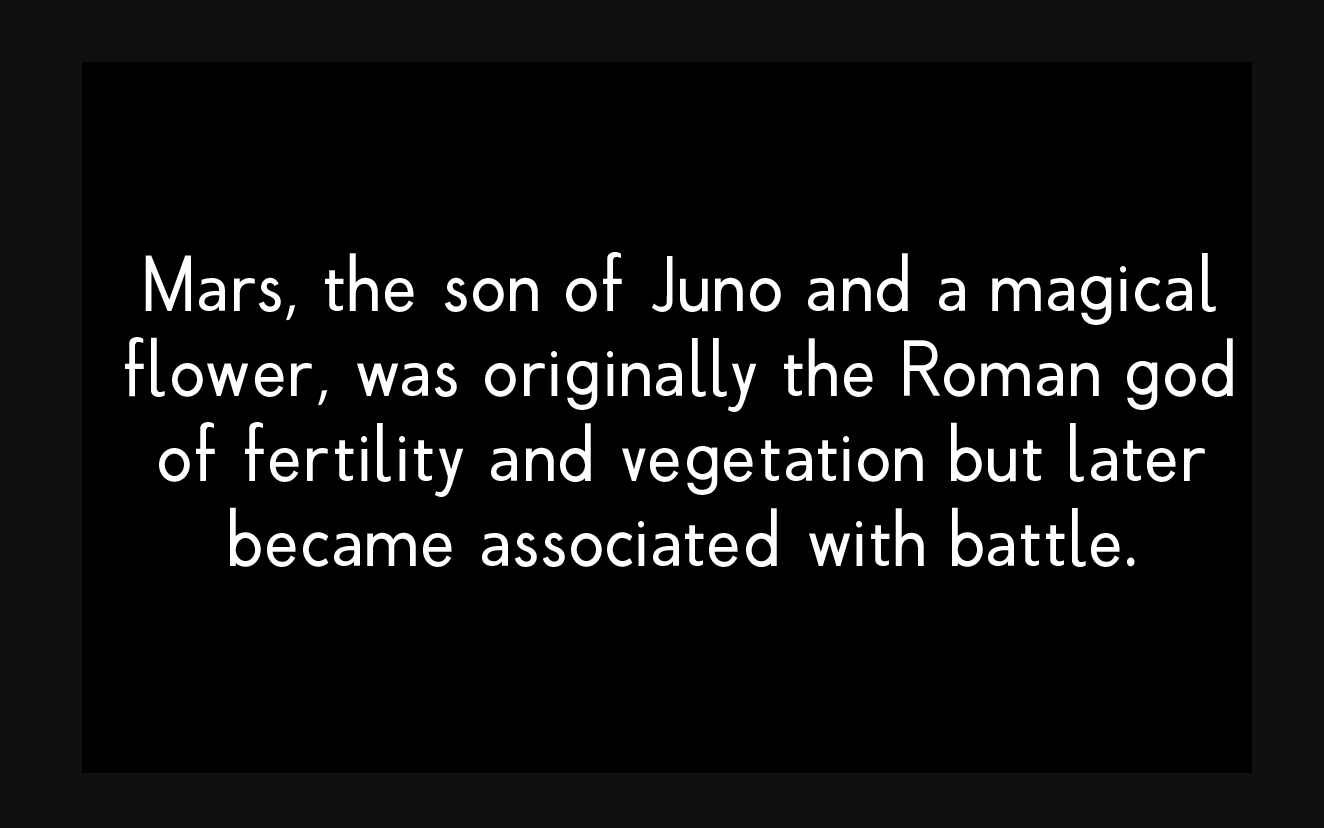 Mars, the son of Juno and a magical
flower, was originally the Roman god
of fertility and vegetation but later
became associated with battle.